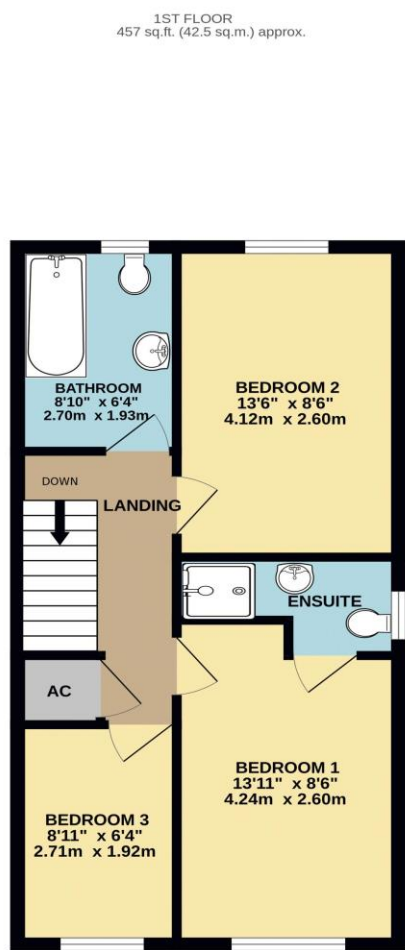 1ST FLOOR
457 sq.ft. (42.5 sq.m.) approx.
BATHROOM
8'10" x 6'4"
2.70m x 1.93m
BEDROOM 2
13'6" x 8'6"
4.12m x 2.60m
DOWN
LANDING
ENSUITE
AC
BEDROOM 1
13'11" x 8'6"
4.24m x 2.60m
BEDROOM 3
8'11" x 6'4"
2.71m x 1.92m